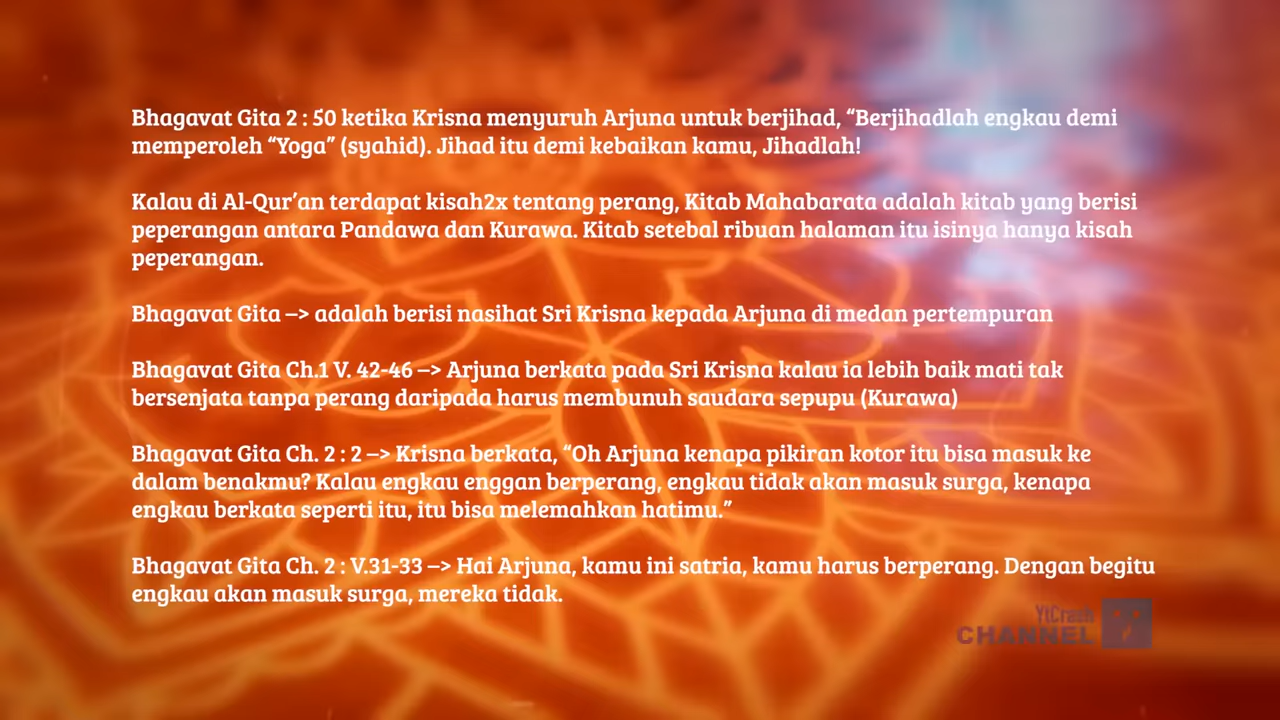 Bhagavat Gita 2 : 50 ketika Krisna menyuruh Arjuna untuk berjihad, “Berjihadlah engkau demi
memperoleh “Yoga” (syahid). Jihad itu demi kebaikan kamu, Jihadlah!
Kalau di Al-Qur’an terdapat kisah2x tentang perang, Kitab Mahabarata adalah kitab yang berisi
peperangan antara Pandawa dan Kurawa. Kitab setebal ribuan halaman itu isinya hanya kisah
peperangan.
Bhagavat Gita –> adalah berisi nasihat Sri Krisna kepada Arjuna di medan pertempuran
Bhagavat Gita Ch.1 V. 42-46 –> Arjuna berkata pada Sri Krisna kalau ia lebih baik mati tak
bersenjata tanpa perang daripada harus membunuh saudara sepupu (Kurawa)
Bhagavat Gita Ch. 2 : 2 –> Krisna berkata, “Oh Arjuna kenapa pikiran kotor itu bisa masuk ke
dalam benakmu? Kalau engkau enggan berperang, engkau tidak akan masuk surga, kenapa
engkau berkata seperti itu, itu bisa melemahkan hatimu.”
Bhagavat Gita Ch. 2 : V.31-33 –> Hai Arjuna, kamu ini satria, kamu harus berperang. Dengan begitu
engkau akan masuk surga, mereka tidak.
YtCrash
CHANNEL